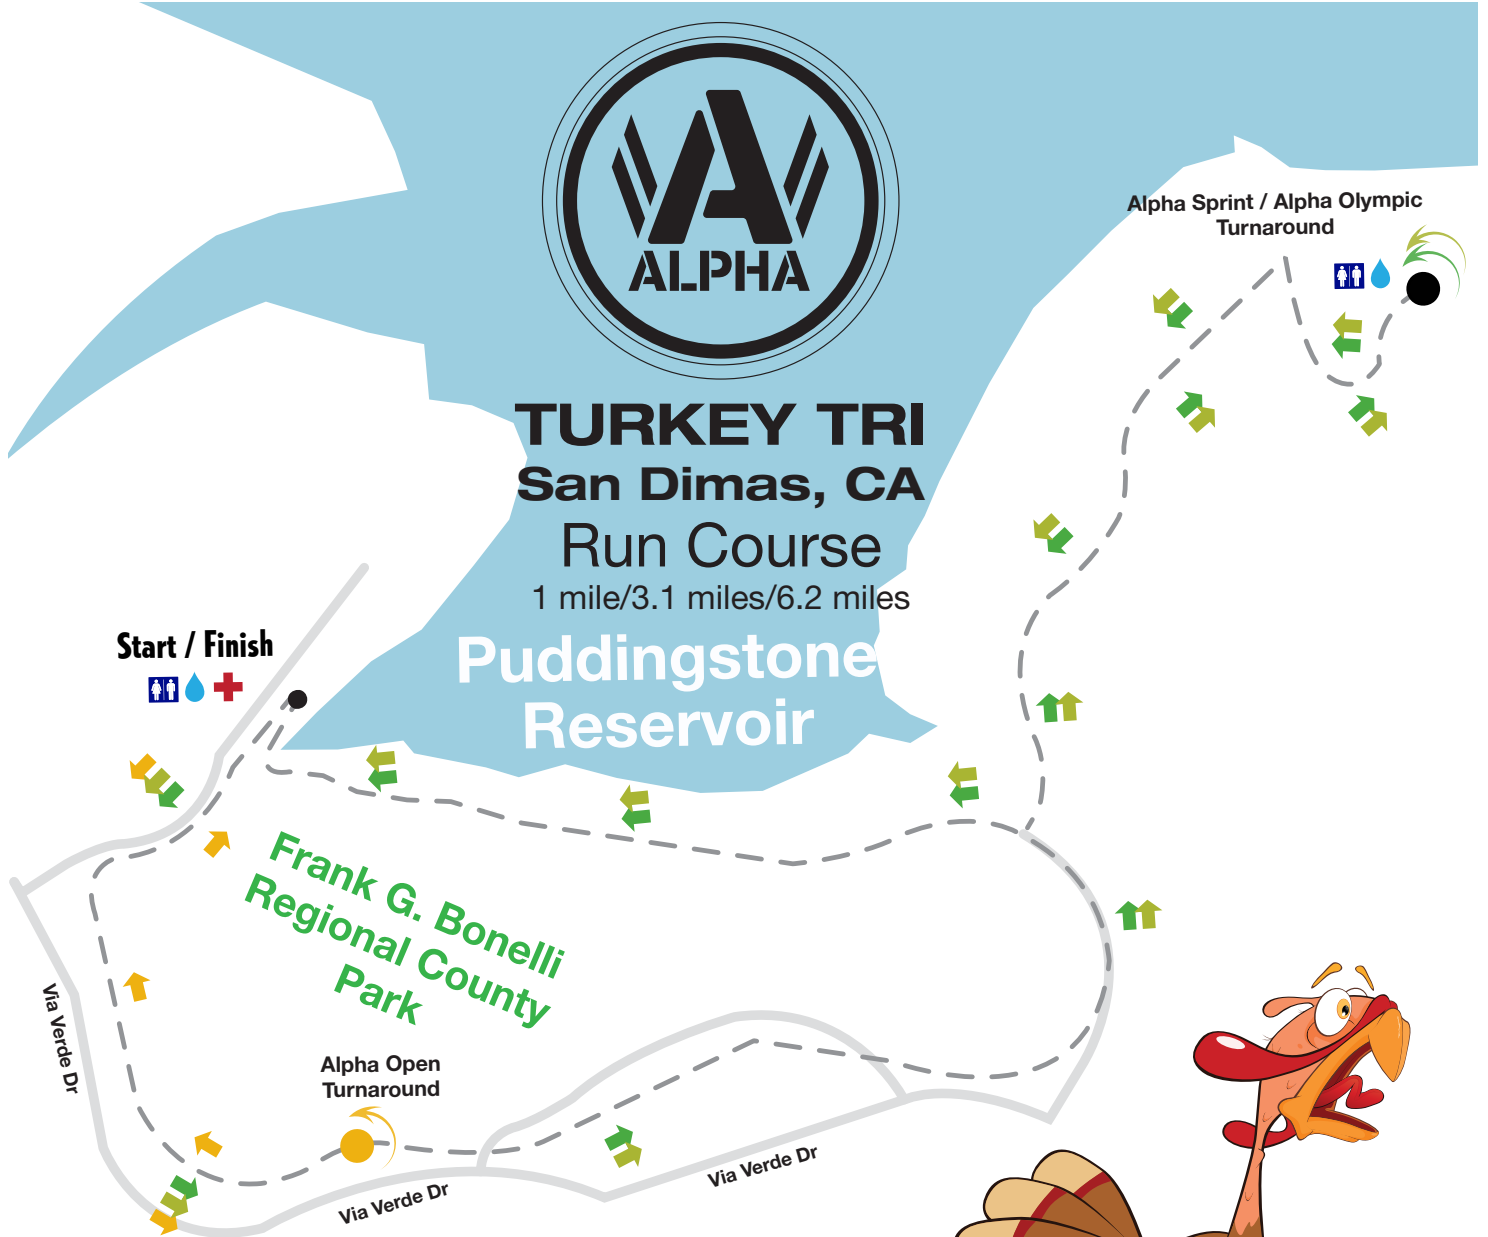 ALPHA
TURKEY TRI
San Dimas, CA
Run Course
1 mile/3.1 miles/6.2 miles
Puddingstone
Reservoir
Alpha Sprint / Alpha Olympic
Turnaround
Start / Finish
Frank G. Bonelli
Regional County
Park
Via Verde Dr
Alpha Open
Turnaround
Via Verde Dr
Via Verde Dr